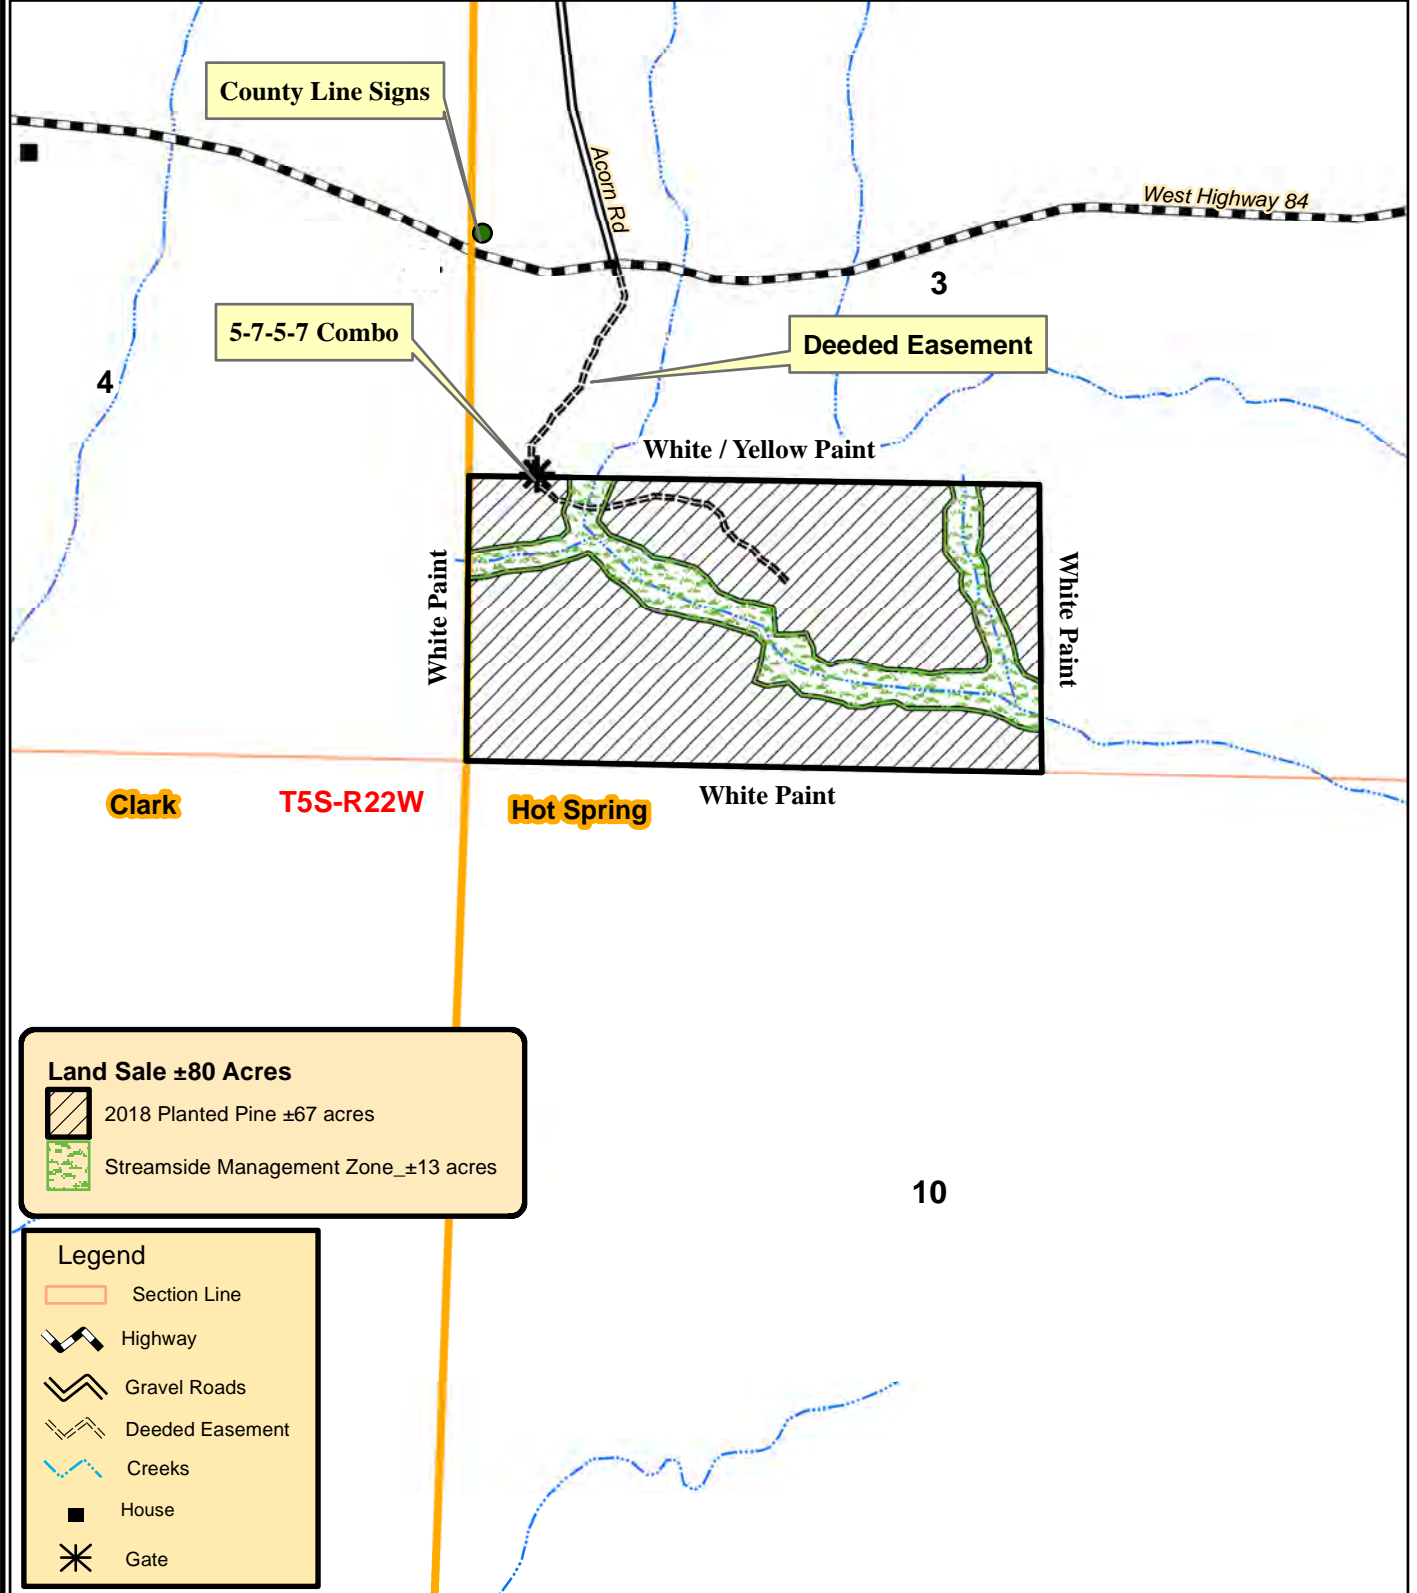 County Line Signs
Acorn Rd
West Highway 84
3
5-7-5-7 Combo
Deeded Easement
4
White / Yellow Paint
White Paint
White Paint
White Paint
Clark
T5S-R22W
Hot Spring
Land Sale ±80 Acres
2018 Planted Pine ±67 acres
Streamside Management Zone_±13 acres
10
Legend
Section Line
Highway
Gravel Roads
Deeded Easement
Creeks
House
Gate